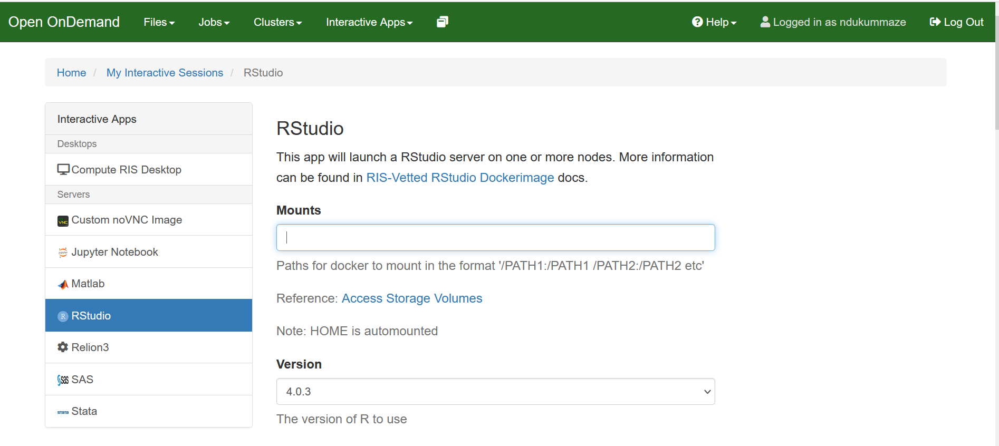 Open OnDemand Files Jobs Clusters Interactive Apps Help Logged in as ndukummaze Log Out
Home / My Interactive Sessions / RStudio
Interactive Apps
Desktops
Compute RIS Desktop
Servers
VNC Custom noVNC Image
jupyter Jupyter Notebook
Matlab
R RStudio
Relion3
sas SAS
STATA Stata
RStudio
This app will launch a RStudio server on one or more nodes. More information
can be found in RIS-Vetted RStudio Dockerimage docs.
Mounts
Paths for docker to mount in the format '/PATH1:/PATH1 /PATH2:/PATH2 etc'
Reference: Access Storage Volumes
Note: HOME is automounted
Version
4.0.3
The version of R to use